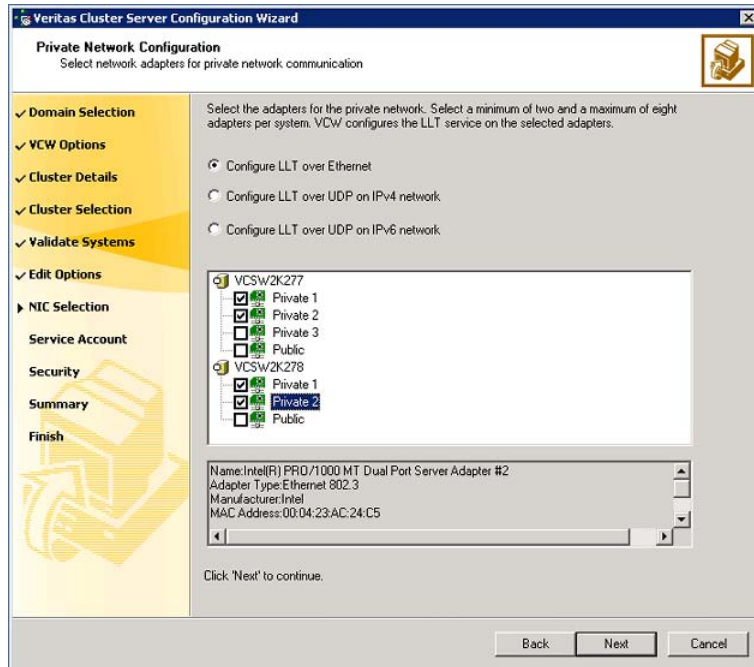 Veritas Cluster Server Configuration Wizard
Private Network Configuration
Select network adapters for private network communication
Domain Selection
VCW Options
Cluster Details
Cluster Selection
Validate Systems
Edit Options
NIC Selection
Service Account
Security
Summary
Finish
Select the adapters for the private network. Select a minimum of two and a maximum of eight
adapters per system. VCW configures the LLT service on the selected adapters.
Configure LLT over Ethernet
Configure LLT over UDP on IPv4 network
Configure LLT over UDP on IPv6 network
VCSW2K277
Private 1
Private 2
Private 3
Public
VCSW2K278
Private 1
Private 2
Public
Name:Intel(R) PRO/1000 MT Dual Port Server Adapter #2
Adapter Type:Ethernet 802.3
Manufacturer:Intel
MAC Address:00:04:23:AC:24:C5
Click 'Next' to continue.
Back
Next
Cancel